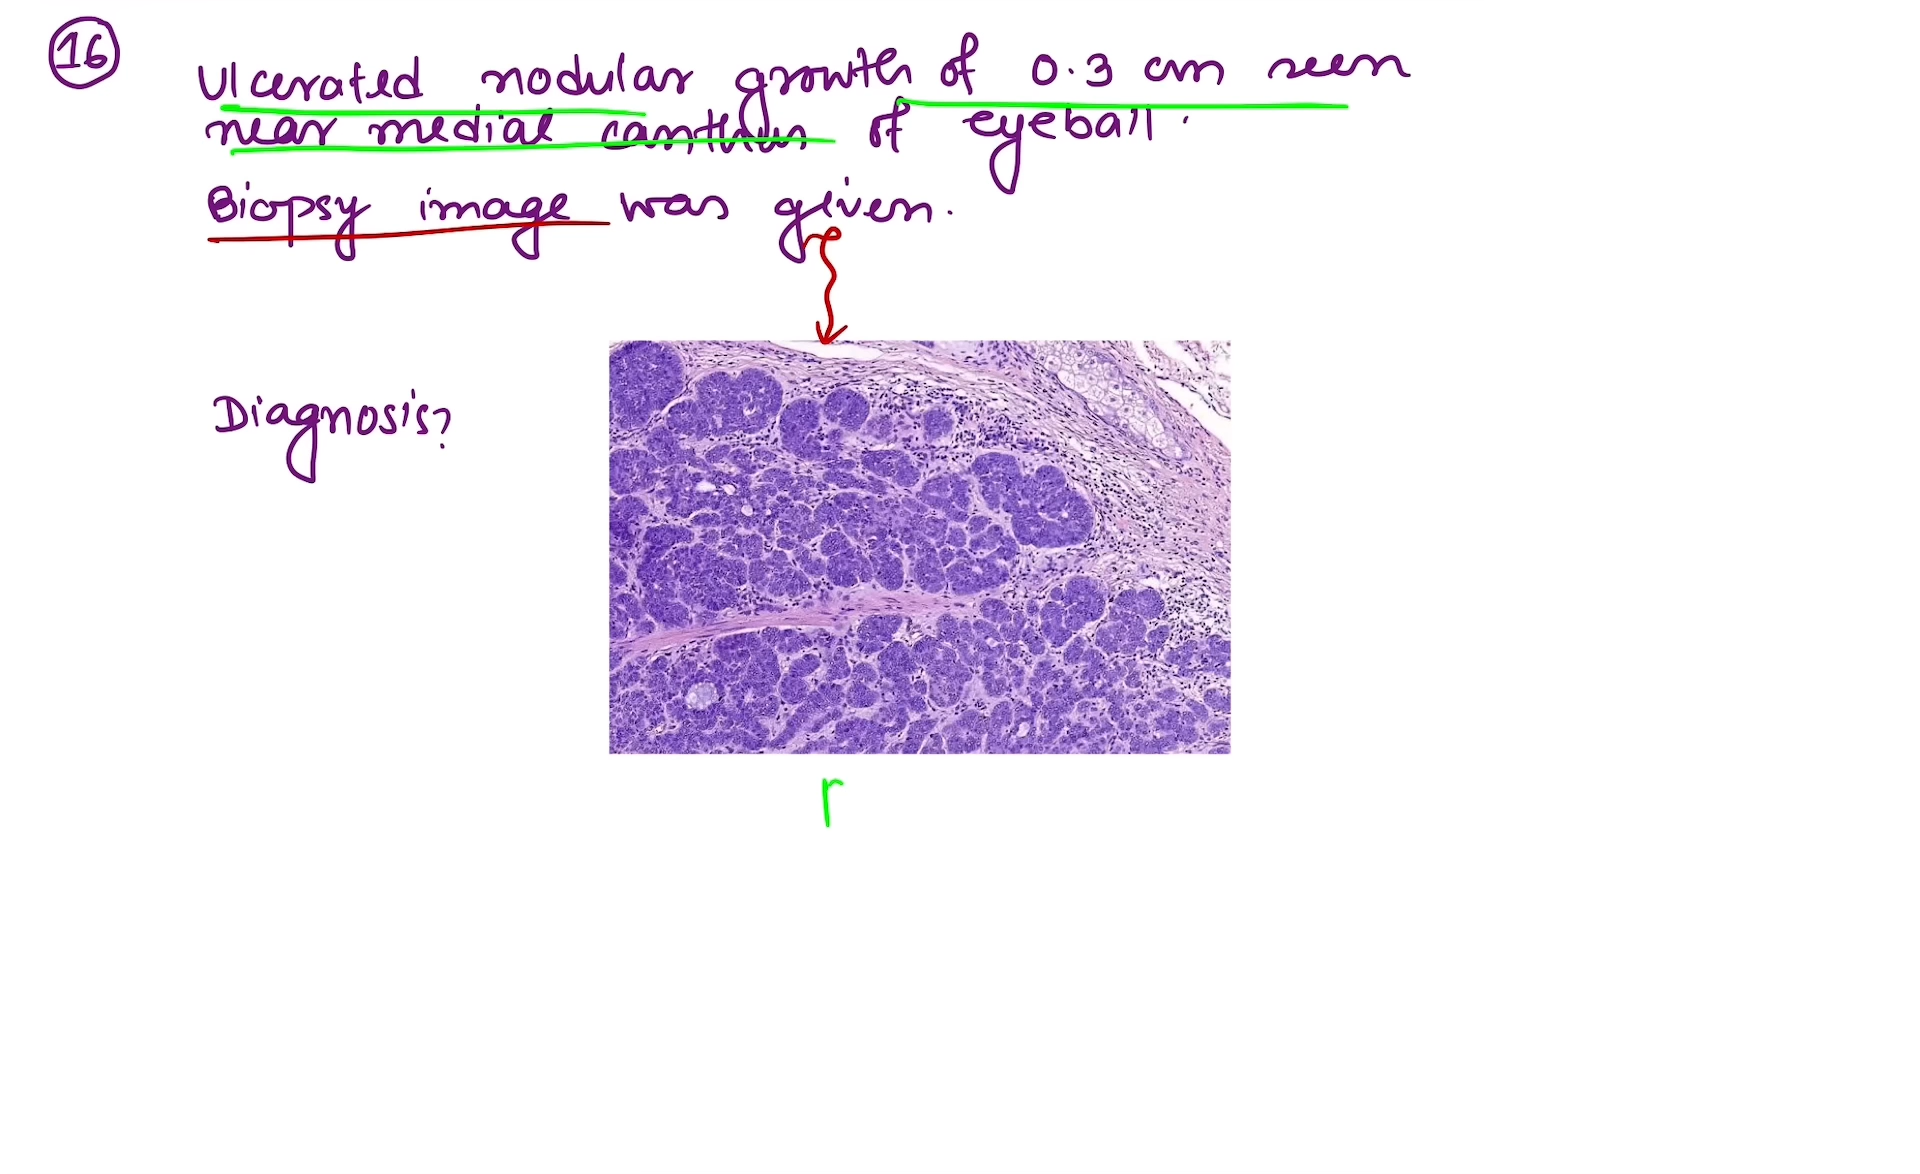 16
Ulcerated nodular growth of 0.3 cm seen
near medial canthus of eyeball.
Biopsy image was given.
Diagnosis?
r